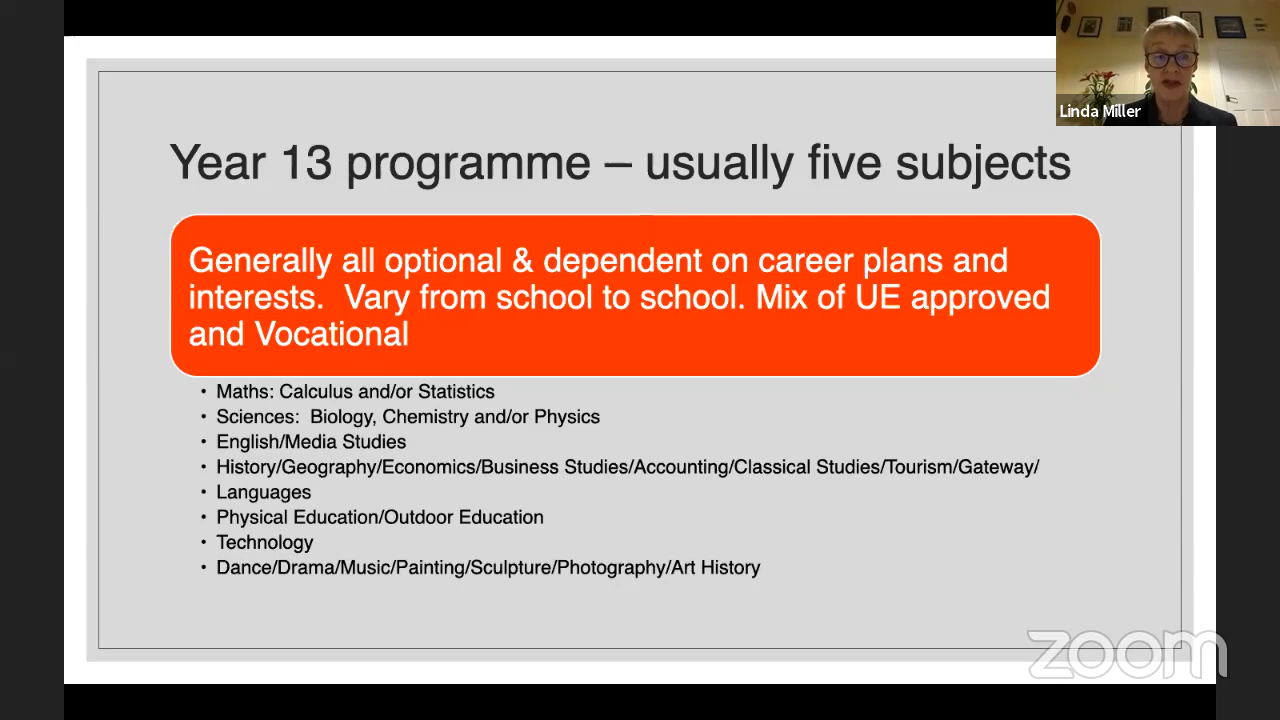 Linda Miller
Year 13 programme – usually five subjects
Generally all optional & dependent on career plans and
interests.  Vary from school to school. Mix of UE approved
and Vocational
• Maths: Calculus and/or Statistics
• Sciences:  Biology, Chemistry and/or Physics
• English/Media Studies
• History/Geography/Economics/Business Studies/Accounting/Classical Studies/Tourism/Gateway/
• Languages
• Physical Education/Outdoor Education
• Technology
• Dance/Drama/Music/Painting/Sculpture/Photography/Art History
zoom